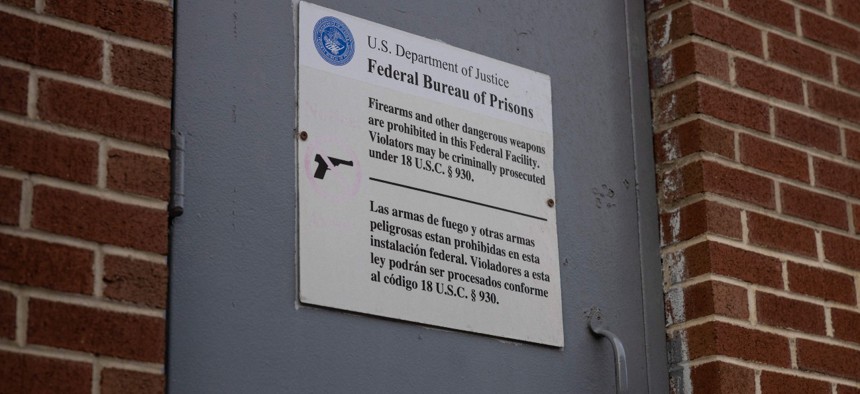 U.S. Department of Justice
Federal Bureau of Prisons
Firearms and other dangerous weapons
are prohibited in this Federal Facility.
Violators may be criminally prosecuted
under 18 U.S.C. § 930.
Las armas de fuego y otras armas
peligrosas estan prohibidas en esta
instalación federal. Violadores a esta
ley podrán ser procesados conforme
al código 18 U.S.C. § 930.